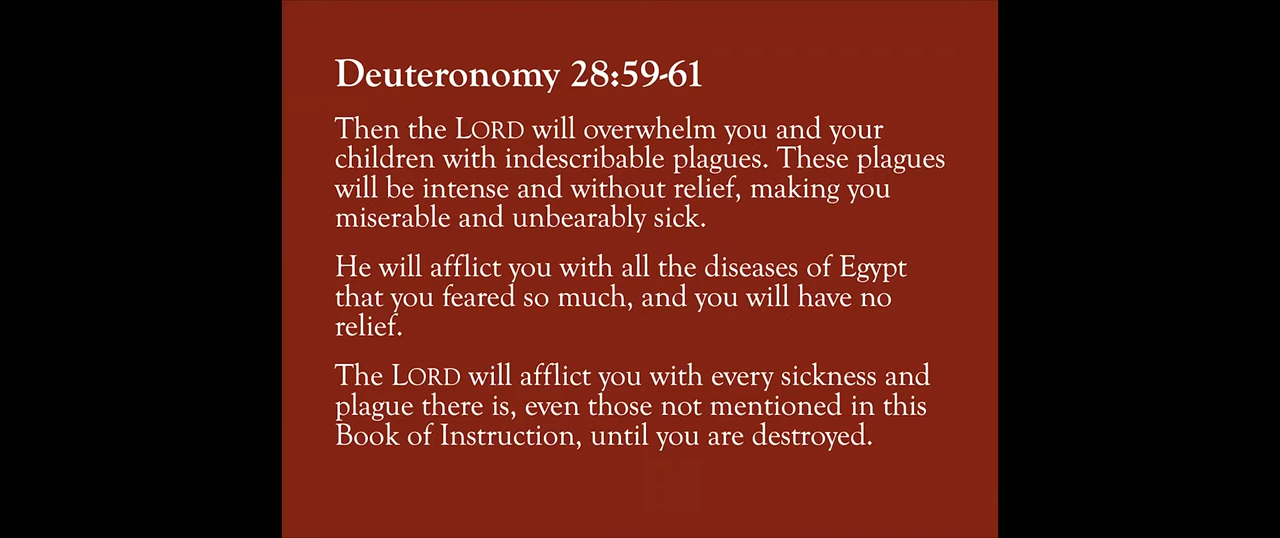 Deuteronomy 28:59-61
Then the LORD will overwhelm you and your
children with indescribable plagues. These plagues
will be intense and without relief, making you
miserable and unbearably sick.
He will afflict you with all the diseases of Egypt
that you feared so much, and you will have no
relief.
The LORD will afflict you with every sickness and
plague there is, even those not mentioned in this
Book of Instruction, until you are destroyed.